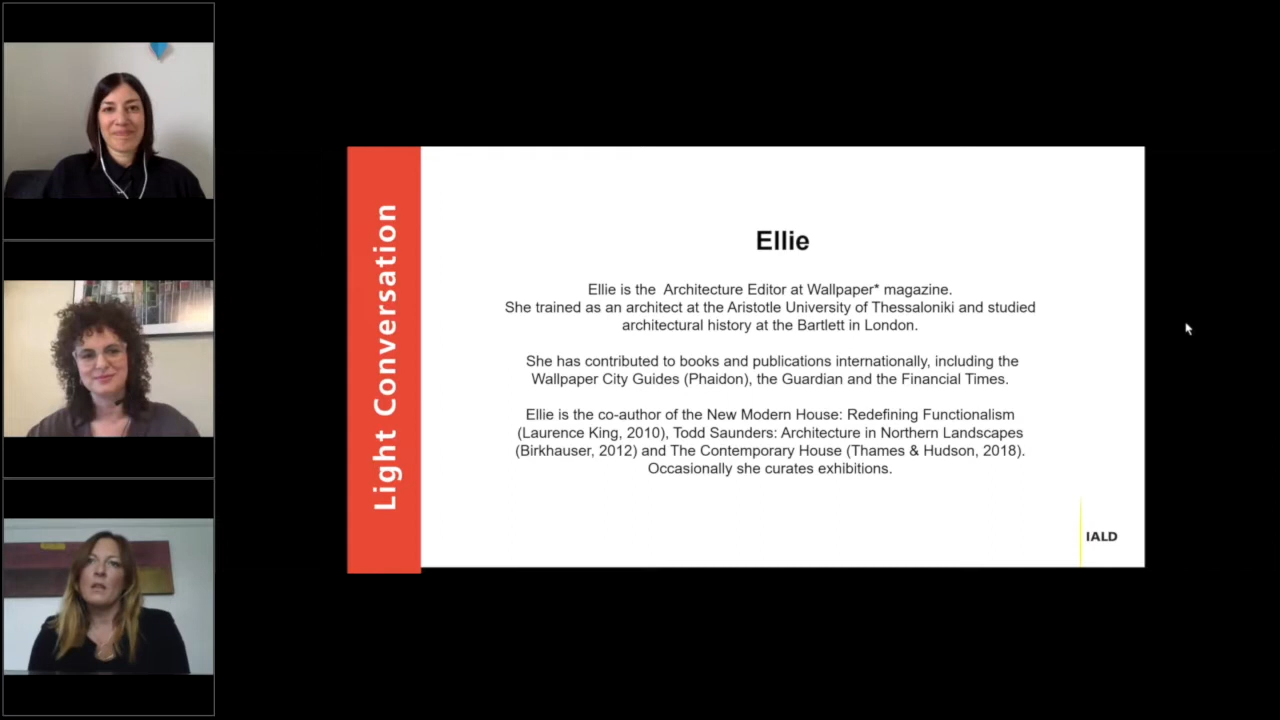 Light Conversation
Ellie
Ellie is the  Architecture Editor at Wallpaper* magazine.
She trained as an architect at the Aristotle University of Thessaloniki and studied
architectural history at the Bartlett in London.
She has contributed to books and publications internationally, including the
Wallpaper City Guides (Phaidon), the Guardian and the Financial Times.
Ellie is the co-author of the New Modern House: Redefining Functionalism
(Laurence King, 2010), Todd Saunders: Architecture in Northern Landscapes
(Birkhauser, 2012) and The Contemporary House (Thames & Hudson, 2018).
Occasionally she curates exhibitions.
IALD